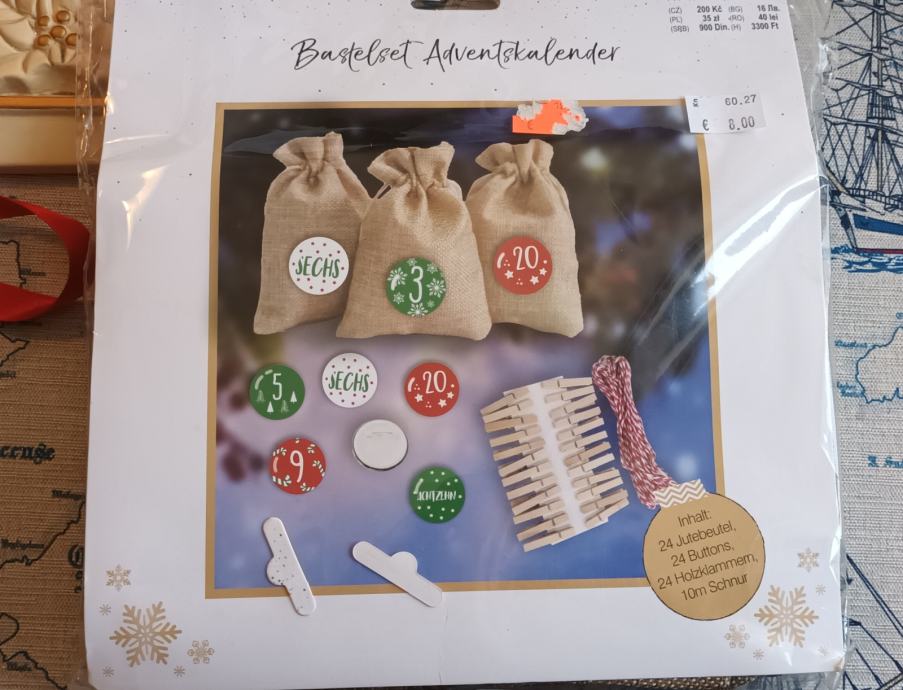 (CZ) 200 Kč (BG) 16 Лв.
(PL) 35 zł (RO) 40 lei
(SRB) 900 Din. (H) 3300 Ft
Bastelset Adventskalender
60.27
€ 8.00
SECHS
3
20
5
SECHS
20
9
ACHTZEHN
Inhalt:
24 Jutebeutel,
24 Buttons,
24 Holzklammern,
10m Schnur